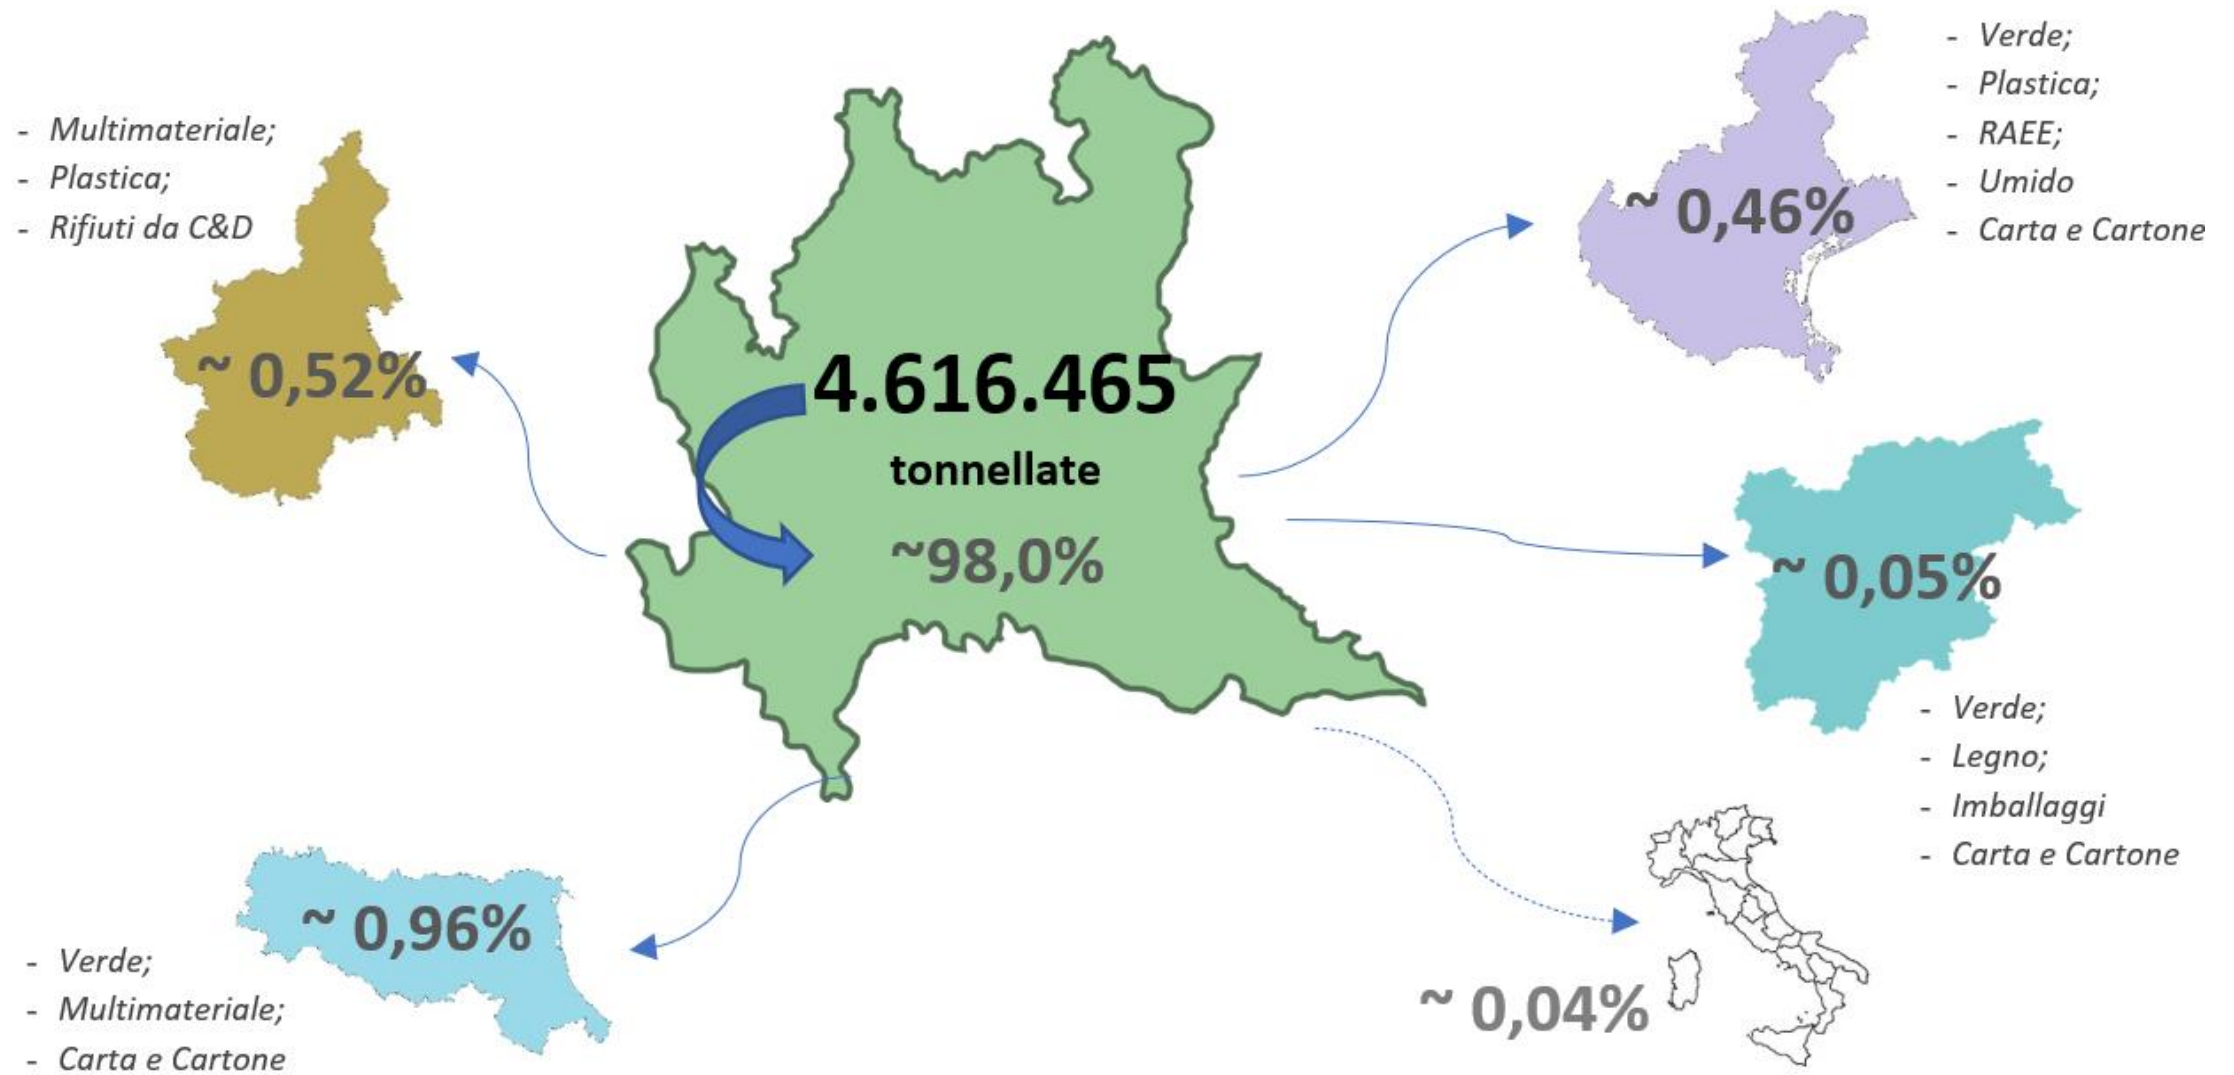 - Multimateriale;
- Plastica;
- Rifiuti da C&D
~ 0,52%
4.616.465
tonnellate
~98,0%
- Verde;
- Plastica;
- RAEE;
- Umido
- Carta e Cartone
~ 0,46%
~ 0,05%
- Verde;
- Legno;
- Imballaggi
- Carta e Cartone
~ 0,96%
- Verde;
- Multimateriale;
- Carta e Cartone
~ 0,04%